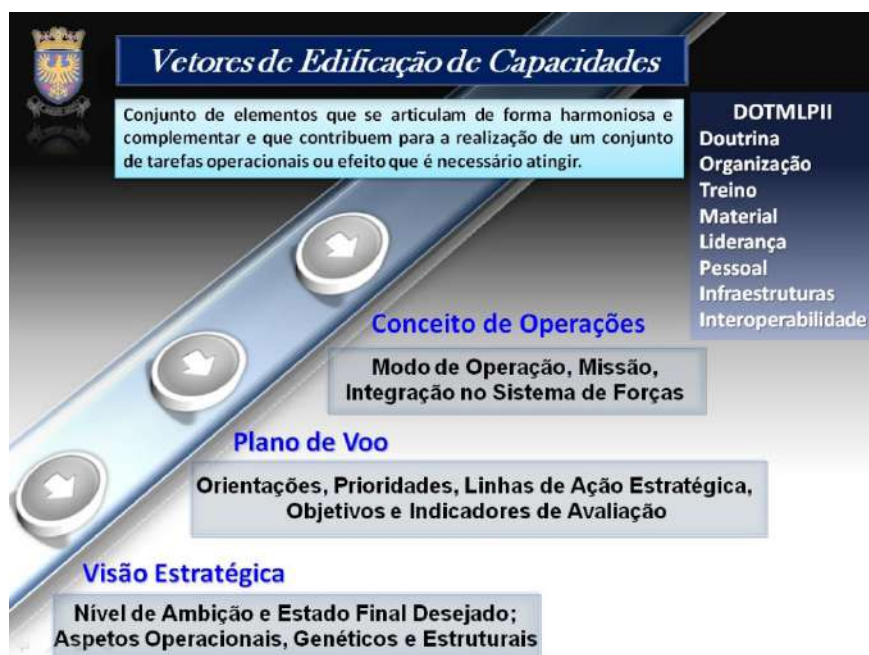 Vetores de Edificação de Capacidades
Conjunto de elementos que se articulam de forma harmoniosa e
complementar e que contribuem para a realização de um conjunto
de tarefas operacionais ou efeito que é necessário atingir.
DOTMLPII
Doutrina
Organização
Treino
Material
Liderança
Pessoal
Infraestruturas
Interoperabilidade
Conceito de Operações
Modo de Operação, Missão,
Integração no Sistema de Forças
Plano de Voo
Orientações, Prioridades, Linhas de Ação Estratégica,
Objetivos e Indicadores de Avaliação
Visão Estratégica
Nível de Ambição e Estado Final Desejado;
Aspetos Operacionais, Genéticos e Estruturais